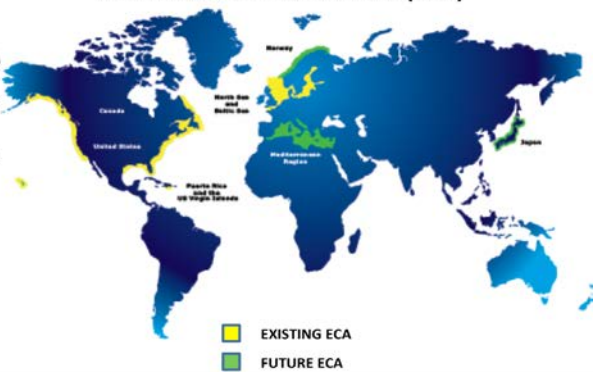 Norway
North Sea
and
Baltic Sea
Canada
United States
Mediterranean
Region
Japan
Puerto Rico
and the
US Virgin Islands
EXISTING ECA
FUTURE ECA